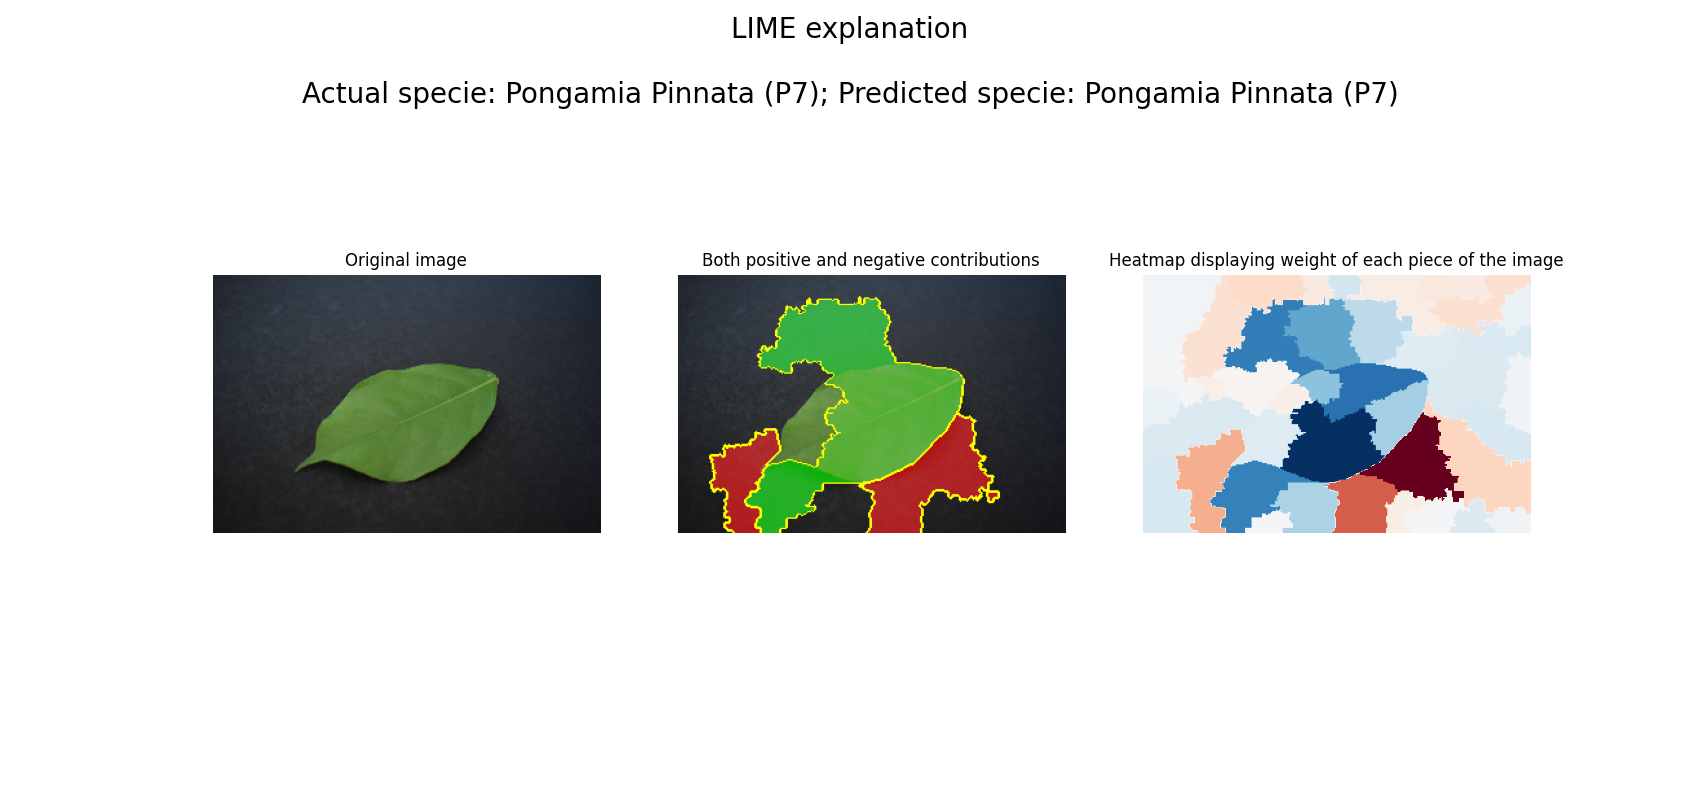 LIME explanation
Actual specie: Pongamia Pinnata (P7); Predicted specie: Pongamia Pinnata (P7)
Original image
Both positive and negative contributions
Heatmap displaying weight of each piece of the image